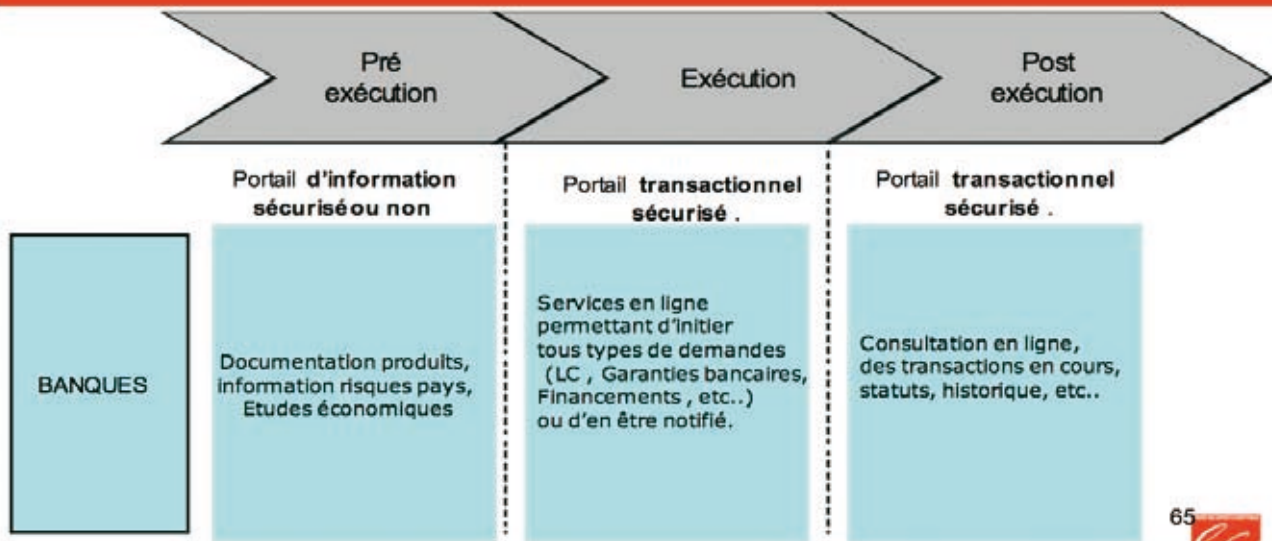 Pré
exécution
Exécution
Post
exécution
Portail d'information
sécurisé ou non
Portail transactionnel
sécurisé .
Portail transactionnel
sécurisé .
BANQUES
Documentation produits,
information risques pays,
Etudes économiques
Services en ligne
permettant d'initier
tous types de demandes
(LC , Garanties bancaires,
Financements , etc..)
ou d'en être notifié.
Consultation en ligne,
des transactions en cours,
statuts, historique, etc..
65